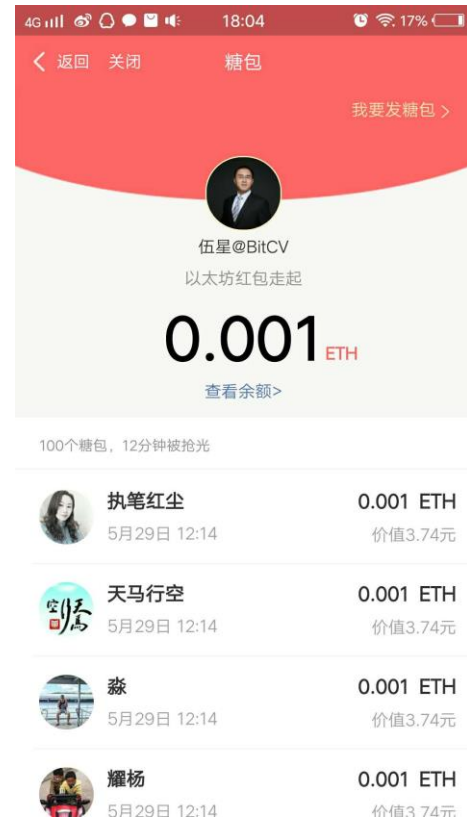 4G 18:04 17%
返回 关闭 糖包
我要发糖包 >
伍星@BitCV
以太坊红包走起
0.001 ETH
查看余额>
100个糖包，12分钟被抢光
执笔红尘 0.001 ETH
5月29日 12:14 价值3.74元
天马行空 0.001 ETH
5月29日 12:14 价值3.74元
淼 0.001 ETH
5月29日 12:14 价值3.74元
耀杨 0.001 ETH
5月29日 12:14 价值3.74元